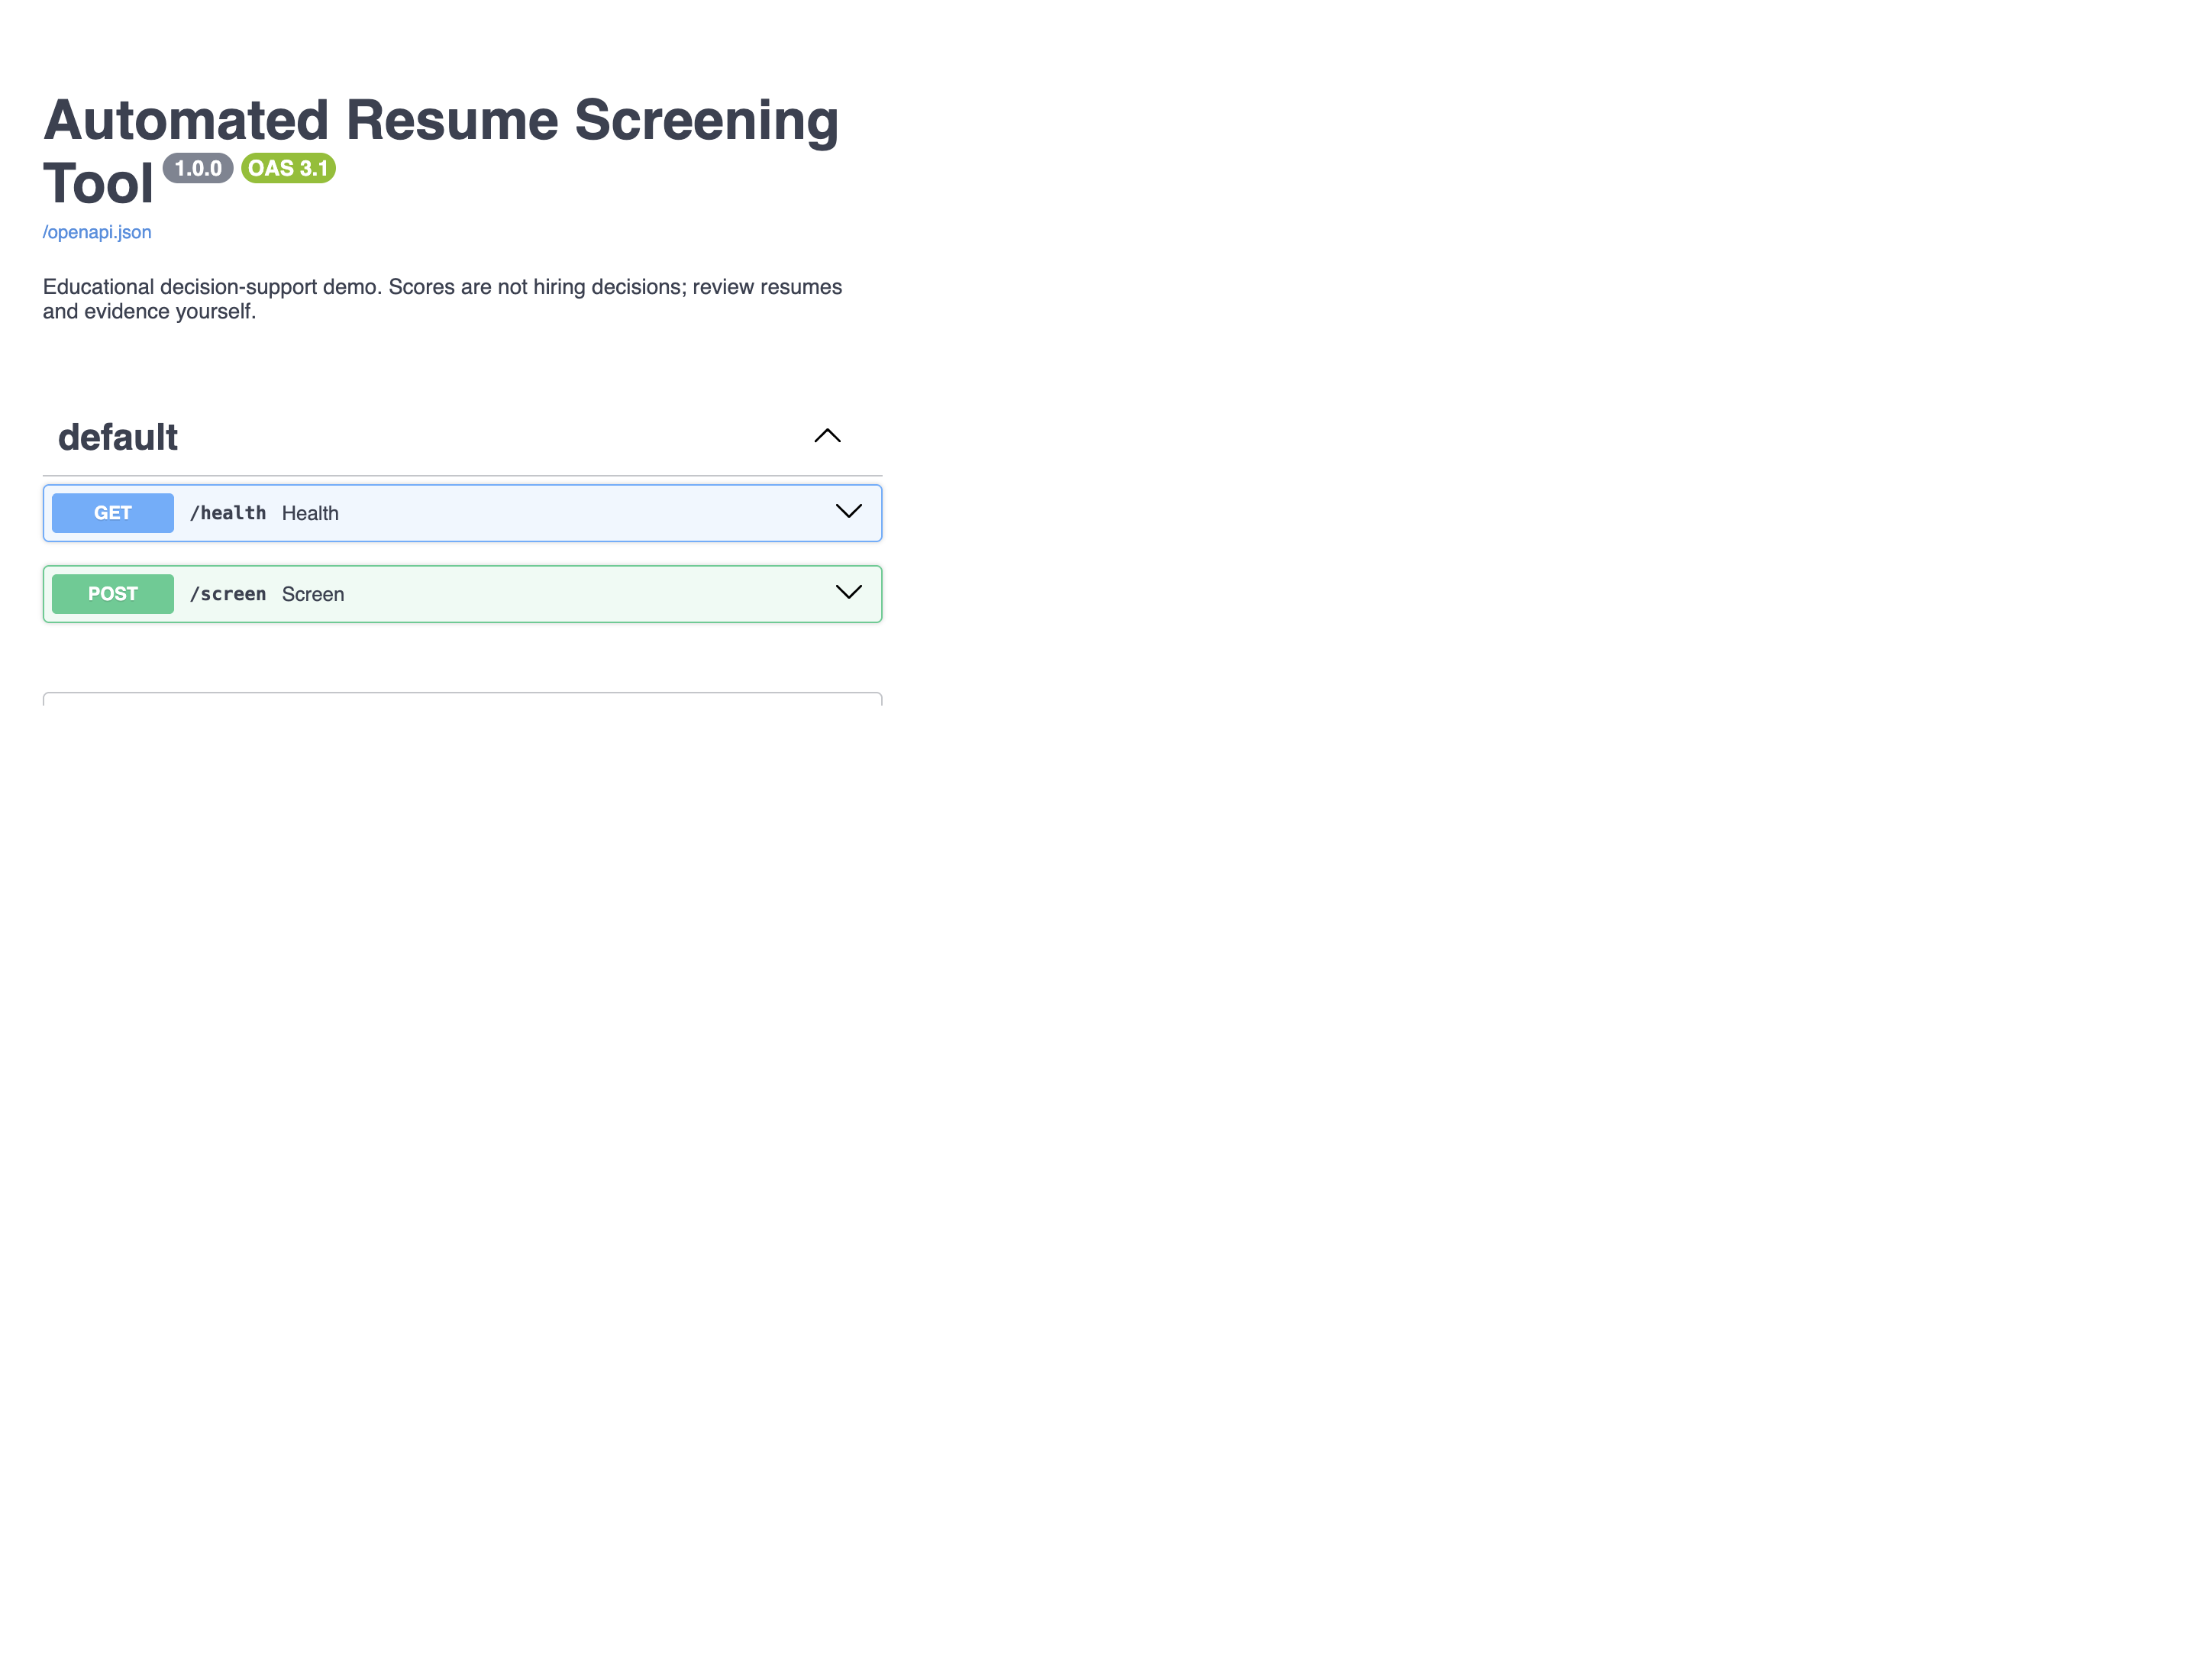 Automated Resume Screening
Tool 1.0.0 OAS 3.1
/openapi.json
Educational decision-support demo. Scores are not hiring decisions; review resumes
and evidence yourself.
default
GET /health Health
POST /screen Screen